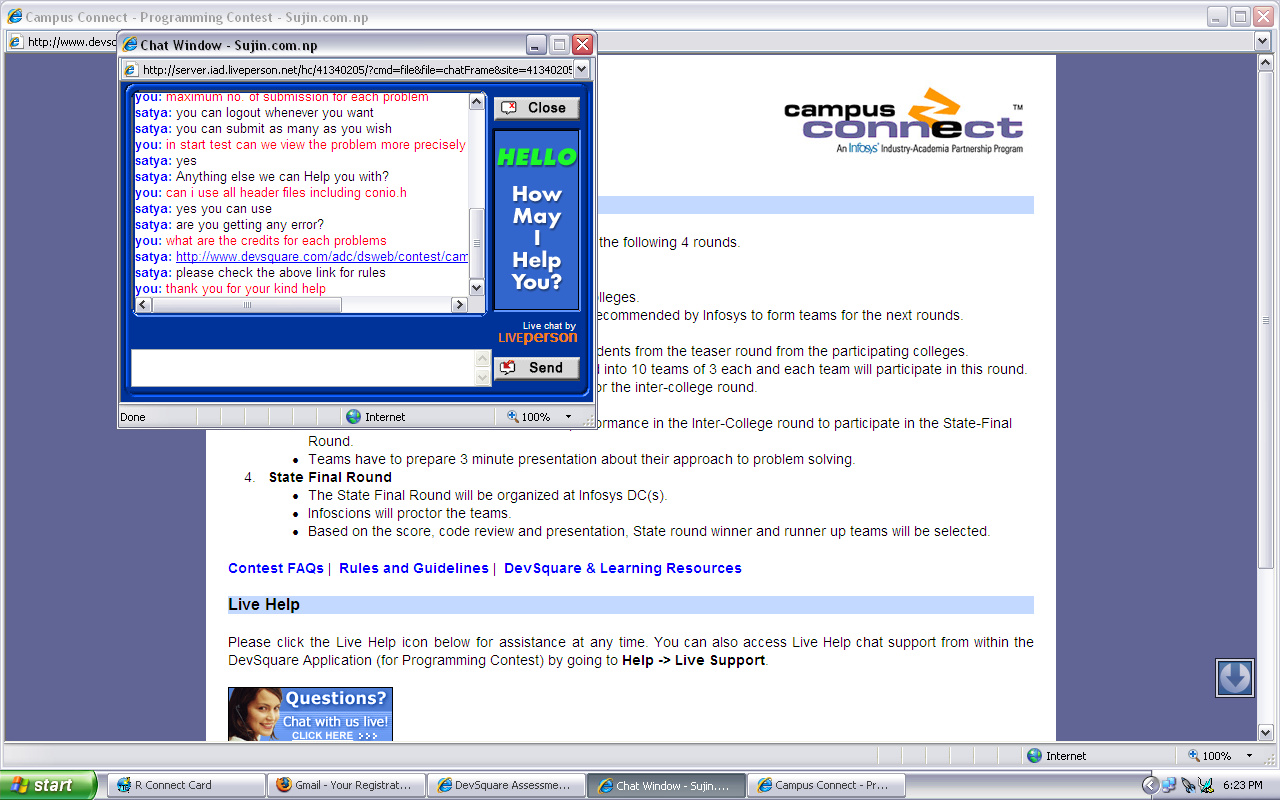 Campus Connect - Programming Contest - Sujin.com.np
http://www.devsq
Chat Window - Sujin.com.np
http://server.iad.liveperson.net/hc/41340205/?cmd=file&file=chatFrame&site=41340205
you: maximum no. of submission for each problem
satya: you can logout whenever you want
satya: you can submit as many as you wish
you: in start test can we view the problem more precisely
satya: yes
satya: Anything else we can Help you with?
you: can i use all header files including conio.h
satya: yes you can use
satya: are you getting any error?
you: what are the credits for each problems
satya: http://www.devsquare.com/adc/dsweb/contest/cam
satya: please check the above link for rules
you: thank you for your kind help
Close
HELLO
How
May
I
Help
You?
Live chat by
LIVEperson
Send
Done
Internet
100%
campus
connect
TM
An Infosys® Industry-Academia Partnership Program
the following 4 rounds.
lleges.
ecommended by Infosys to form teams for the next rounds.
dents from the teaser round from the participating colleges.
into 10 teams of 3 each and each team will participate in this round.
or the inter-college round.
ormance in the Inter-College round to participate in the State-Final
Round.
• Teams have to prepare 3 minute presentation about their approach to problem solving.
4. State Final Round
• The State Final Round will be organized at Infosys DC(s).
• Infoscions will proctor the teams.
• Based on the score, code review and presentation, State round winner and runner up teams will be selected.
Contest FAQs | Rules and Guidelines | DevSquare & Learning Resources
Live Help
Please click the Live Help icon below for assistance at any time. You can also access Live Help chat support from within the
DevSquare Application (for Programming Contest) by going to Help -> Live Support.
Questions?
Chat with us live!
CLICK HERE >>>
Internet
100%
start
R Connect Card
Gmail - Your Registrat...
DevSquare Assessme...
Chat Window - Sujin....
Campus Connect - Pr...
6:23 PM